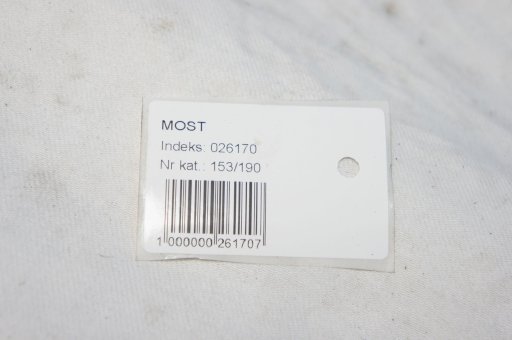 MOST
Indeks: 026170
Nr kat.: 153/190
1 000000 261707